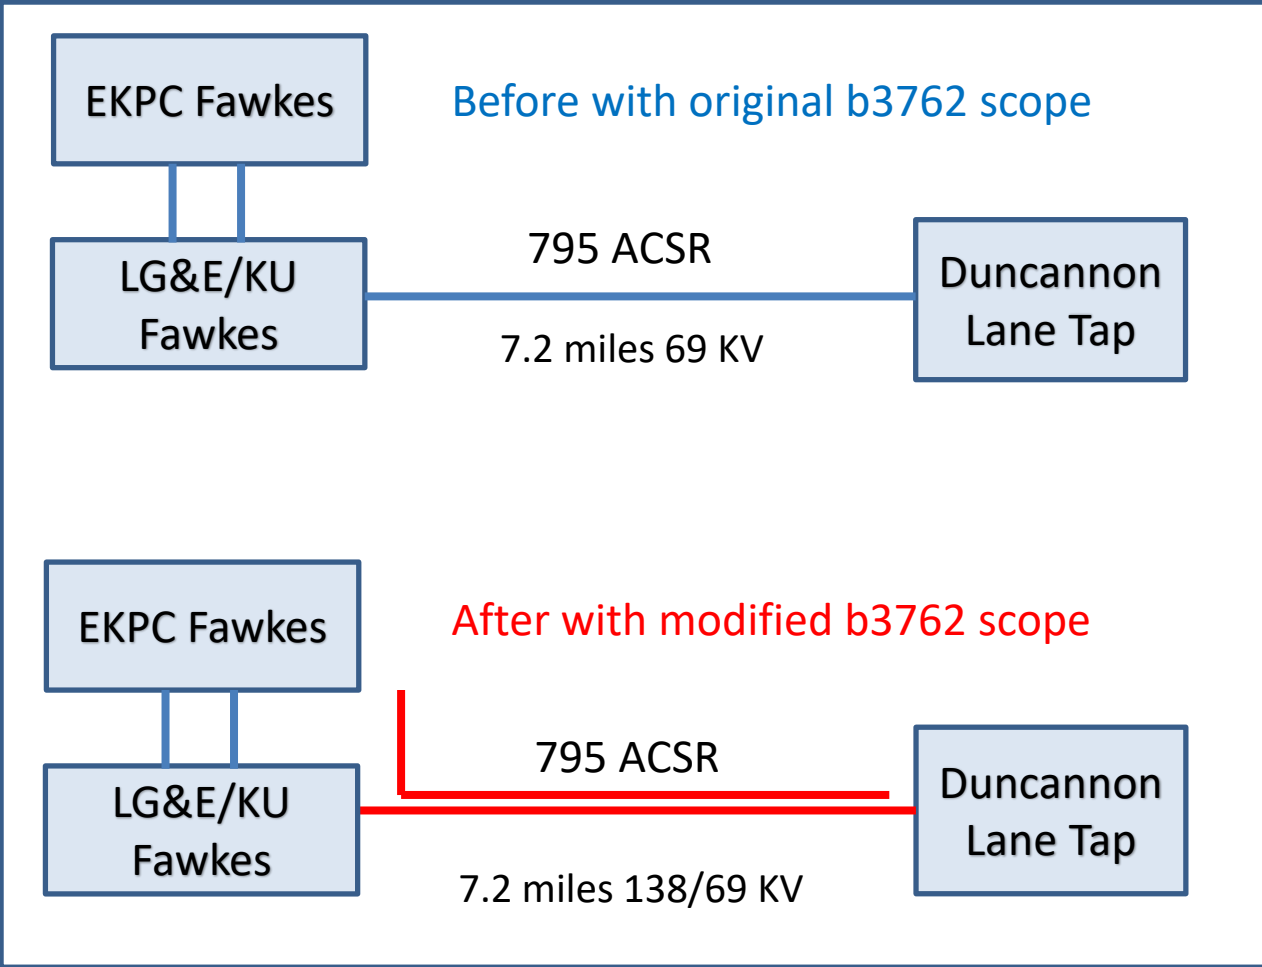 EKPC Fawkes
Before with original b3762 scope
LG&E/KU
Fawkes
795 ACSR
7.2 miles 69 KV
Duncannon
Lane Tap
EKPC Fawkes
After with modified b3762 scope
LG&E/KU
Fawkes
795 ACSR
7.2 miles 138/69 KV
Duncannon
Lane Tap